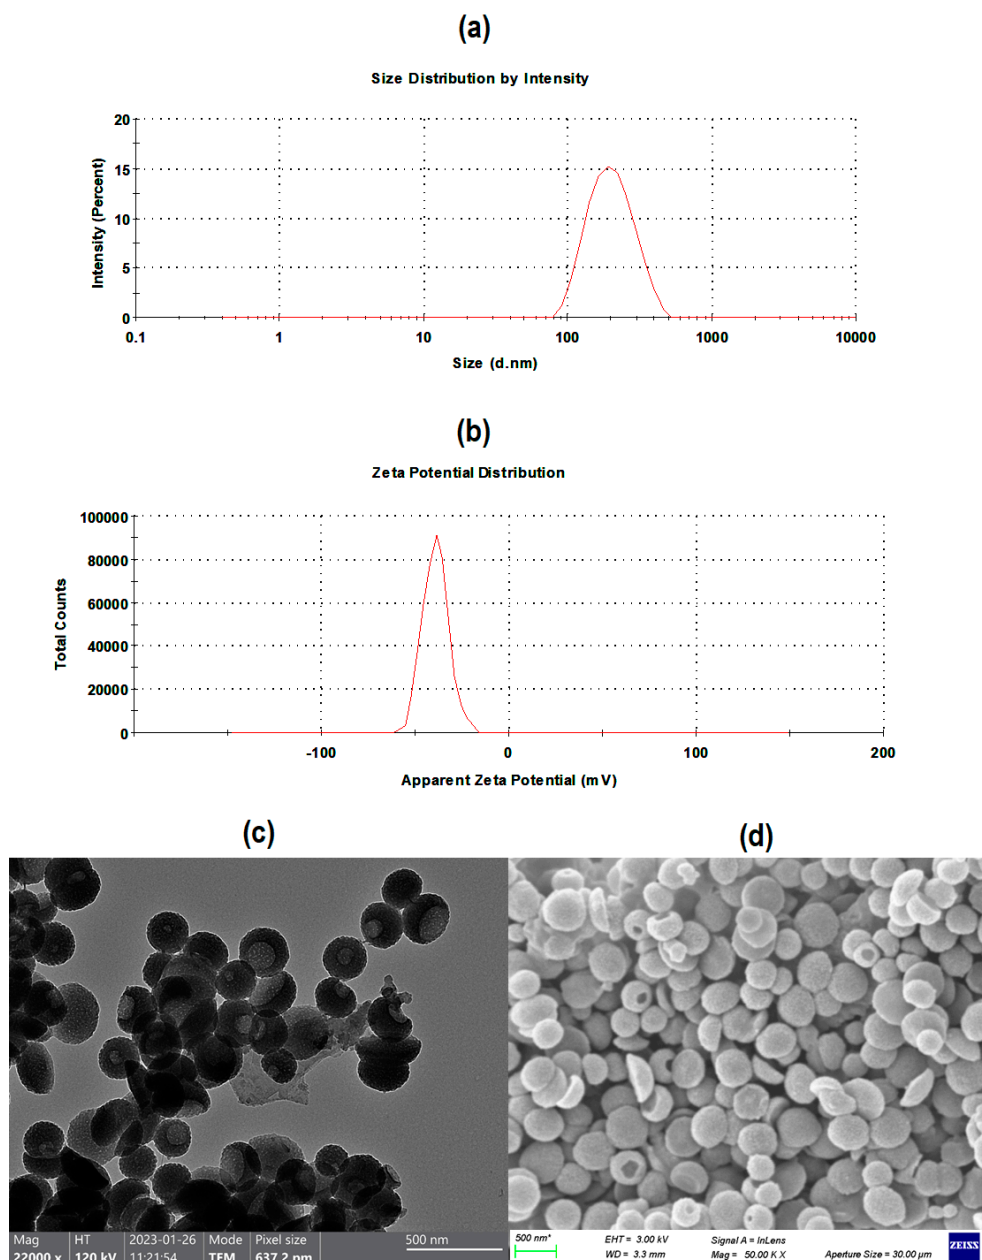 (a)
Size Distribution by Intensity
20
15
10
5
0
Intensity (Percent)
0.1 1 10 100 1000 10000
Size (d.nm)
(b)
Zeta Potential Distribution
100000
80000
60000
40000
20000
0
Total Counts
-100 0 100 200
Apparent Zeta Potential (mV)
(c)
(d)
Mag HT 2023-01-26 Mode Pixel size 500 nm
22000 x 120 kV 11:21:54 TEM 637.2 pm
500 nm* EHT = 3.00 kV Signal A = InLens
WD = 3.3 mm Mag = 50.00 K X Aperture Size = 30.00 µm
ZEISS